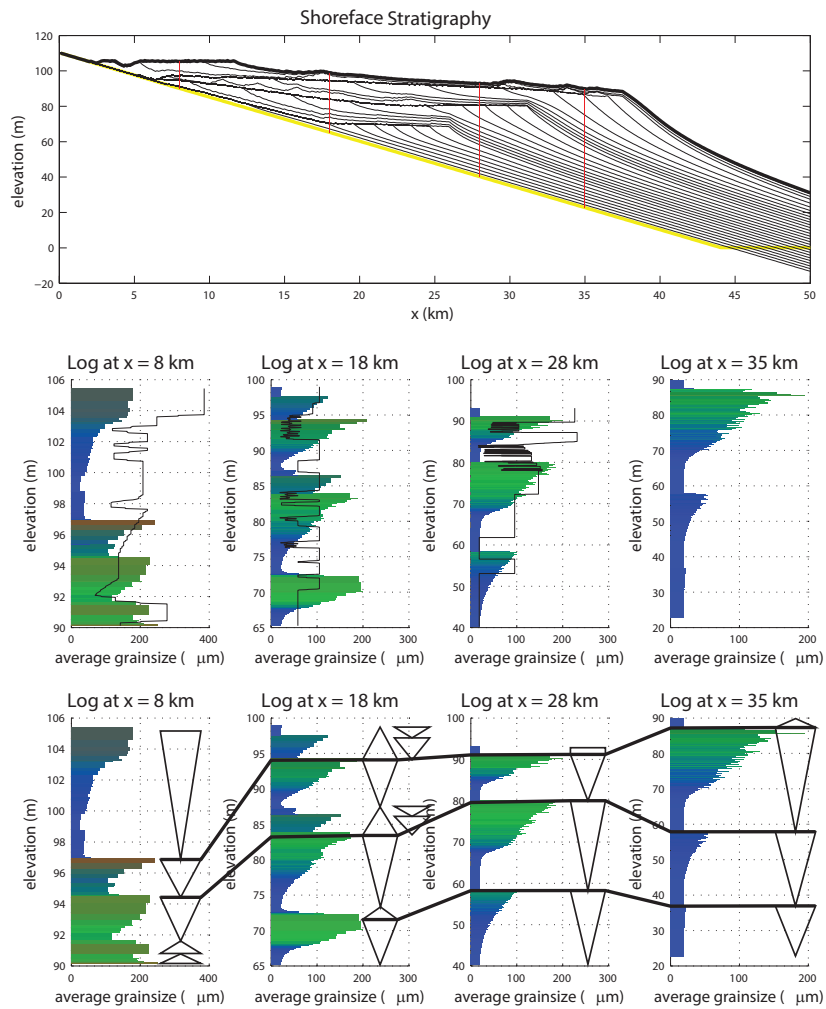 Shoreface Stratigraphy
elevation (m)
120
100
80
60
40
20
0
−20
0 5 10 15 20 25 30 35 40 45 50
x (km)
Log at x = 8 km Log at x = 18 km Log at x = 28 km Log at x = 35 km
elevation (m) elevation (m) elevation (m) elevation (m)
106 100 100 90
104 95 90 80
102 90 80 70
100 85 70 60
98 80 60 50
96 75 50 40
94 70 40 30
92 65 20
90
0 200 400 0 100 200 300 0 100 200 300 0 100 200
average grainsize ( μm) average grainsize ( μm) average grainsize ( μm) average grainsize ( μm)
Log at x = 8 km Log at x = 18 km Log at x = 28 km Log at x = 35 km
elevation (m) elevation (m) elevation (m) elevation (m)
106 100 100 90
104 95 90 80
102 90 80 70
100 85 70 60
98 80 60 50
96 75 50 40
94 70 40 30
92 65 20
90
0 200 400 0 100 200 300 0 100 200 300 0 100 200
average grainsize ( μm) average grainsize ( μm) average grainsize ( μm) average grainsize ( μm)